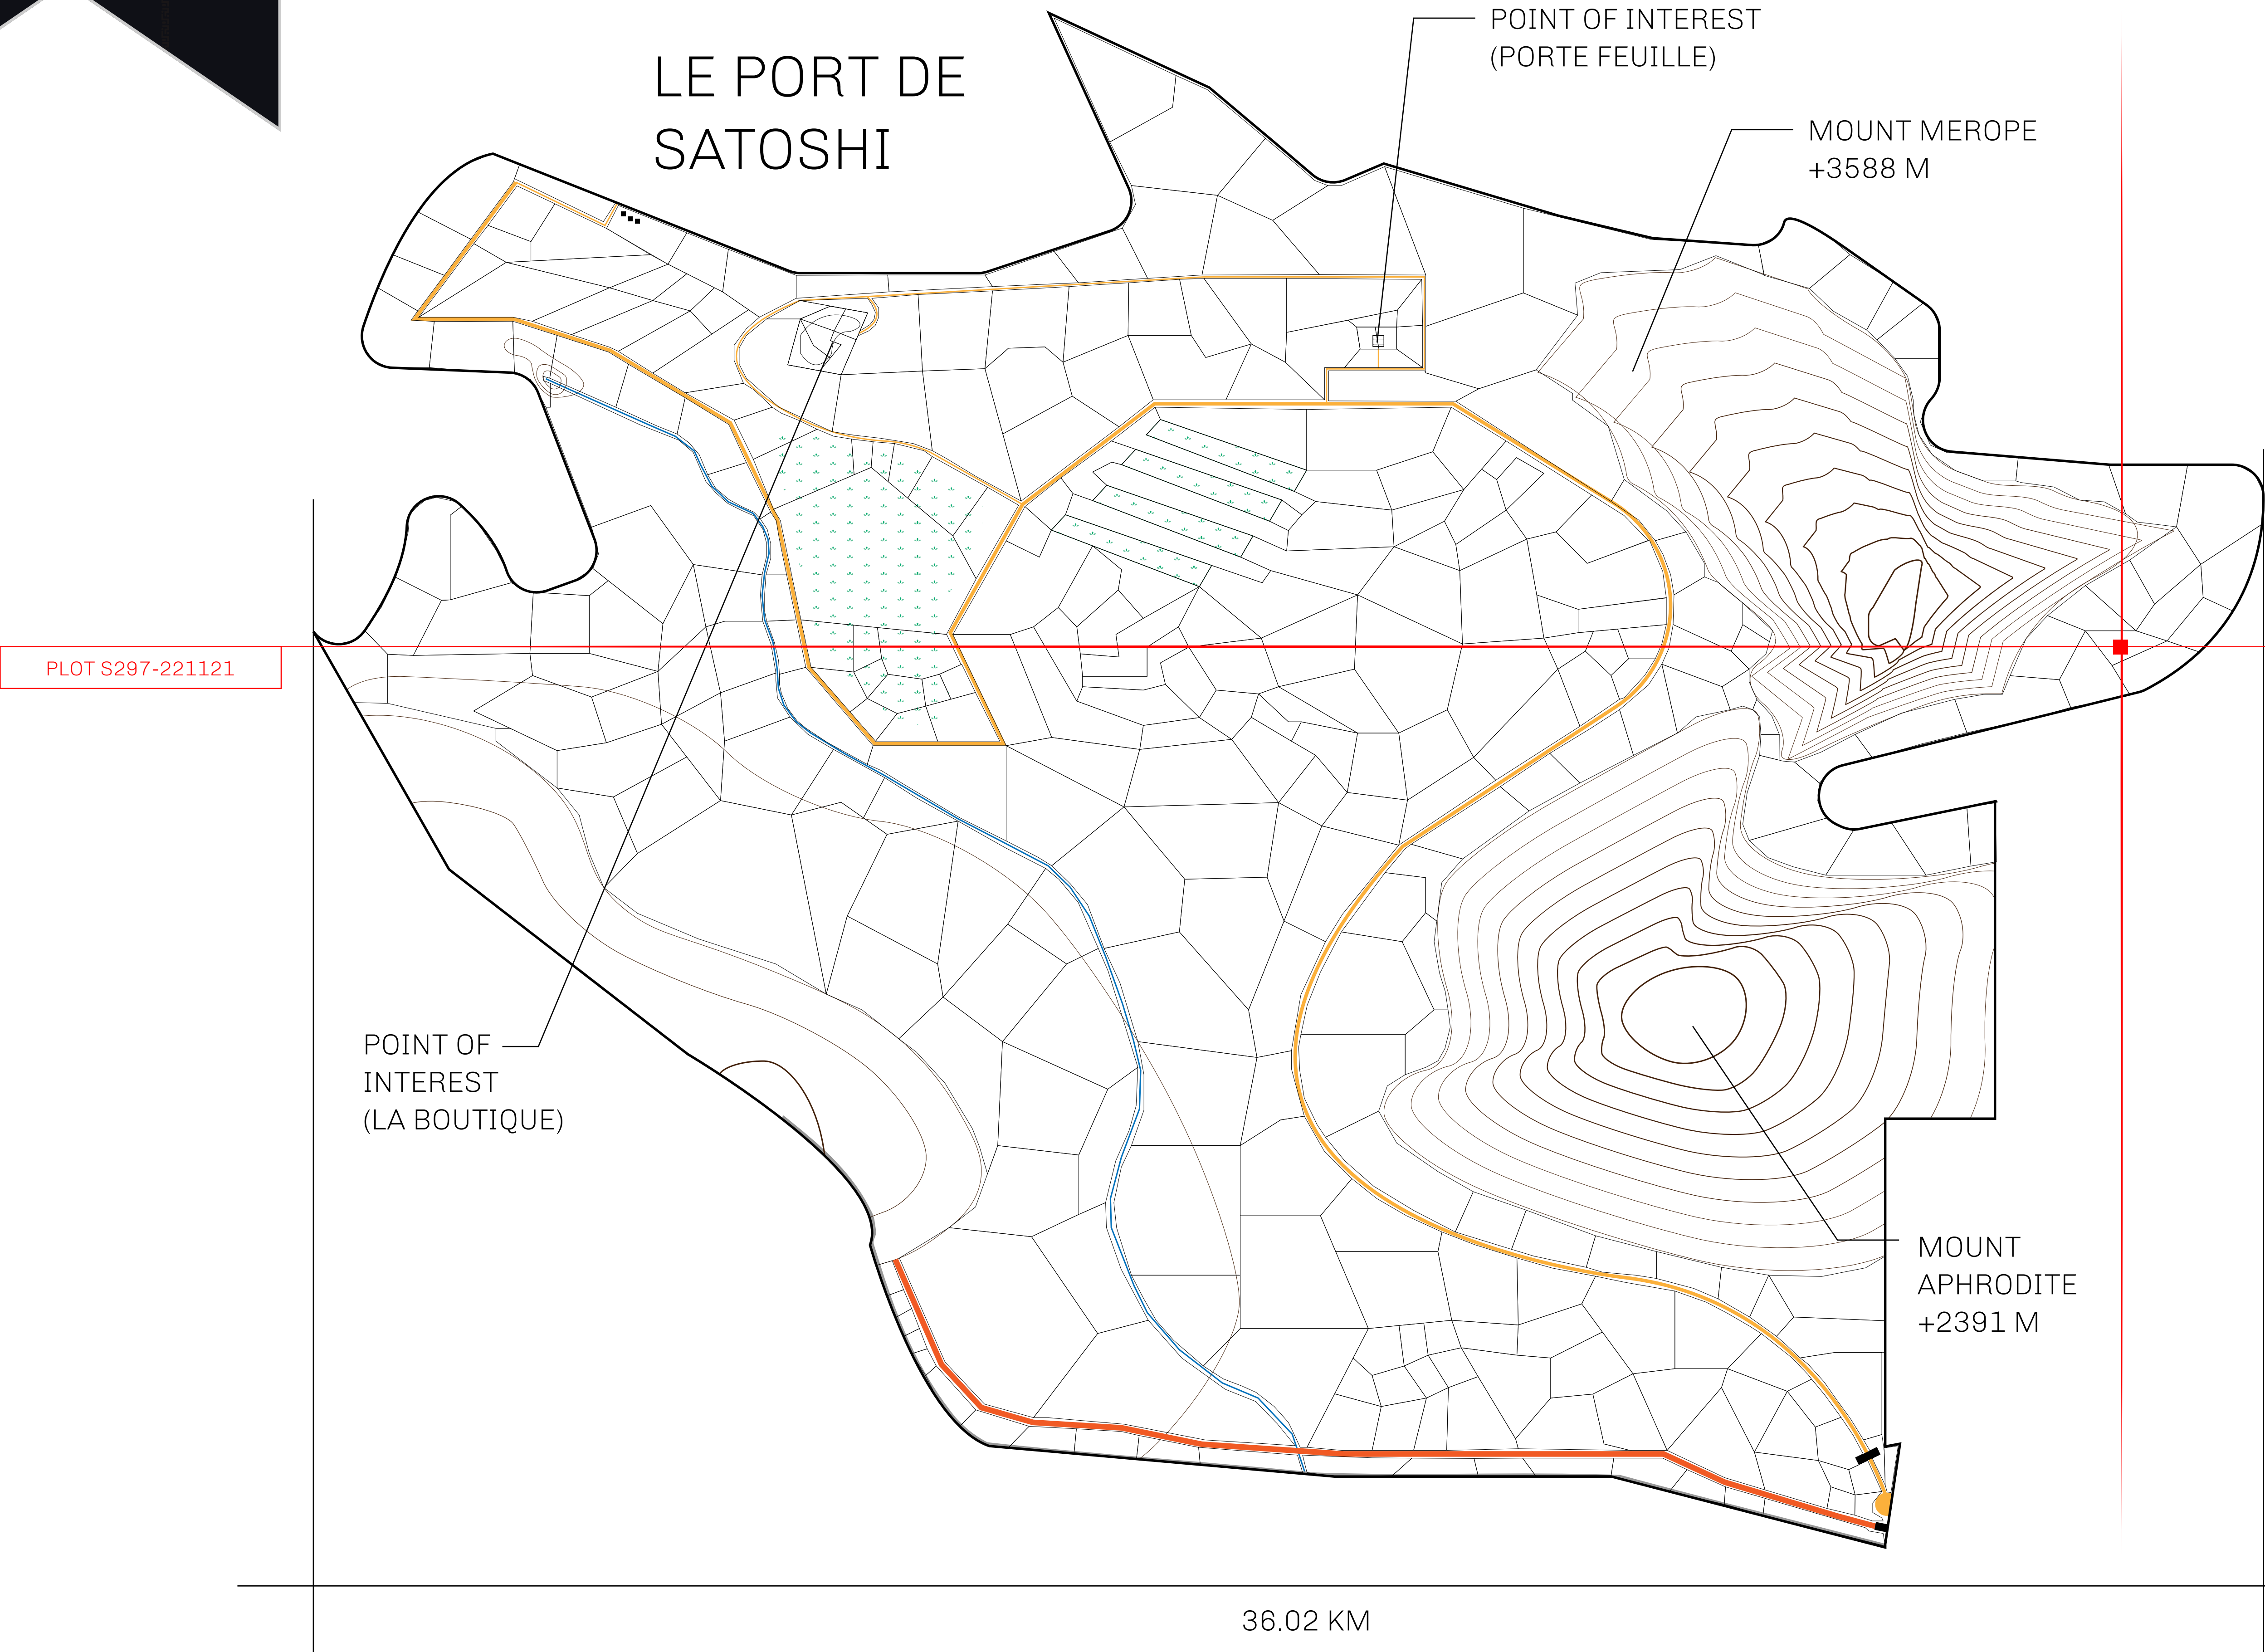 LE PORT DE
SATOSHI
POINT OF INTEREST
(PORTE FEUILLE)
MOUNT MEROPE
+3588 M
PLOT S297-221121
POINT OF
INTEREST
(LA BOUTIQUE)
MOUNT
APHRODITE
+2391 M
36.02 KM